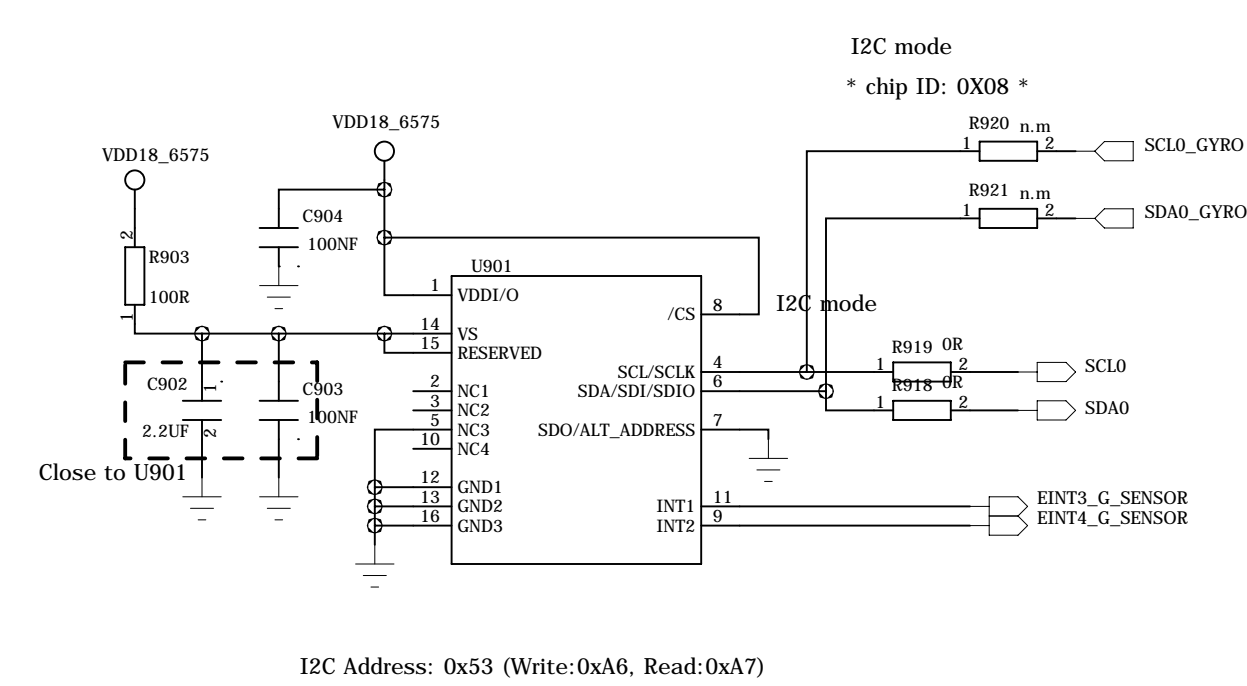 I2C mode
* chip ID: 0X08 *
VDD18_6575
R920 n.m
1 2
SCL0_GYRO
VDD18_6575
R921 n.m
1 2
SDA0_GYRO
C904
100NF
2
R903
100R
1
U901
1 VDDI/O
14 VS
15 RESERVED
2 NC1
3 NC2
5 NC3
10 NC4
12 GND1
13 GND2
16 GND3
/CS 8
I2C mode
SCL/SCLK 4
SDA/SDI/SDIO 6
SDO/ALT_ADDRESS 7
INT1 11
INT2 9
R919 0R
1 2
SCL0
R918 0R
1 2
SDA0
C902
1
2.2UF
2
C903
100NF
Close to U901
EINT3_G_SENSOR
EINT4_G_SENSOR
I2C Address: 0x53 (Write:0xA6, Read:0xA7)